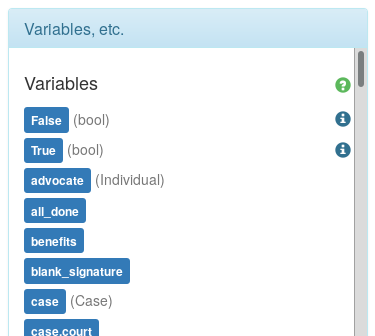 Variables, etc.
Variables
False (bool)
True (bool)
advocate (Individual)
all_done
benefits
blank_signature
case (Case)
case.court